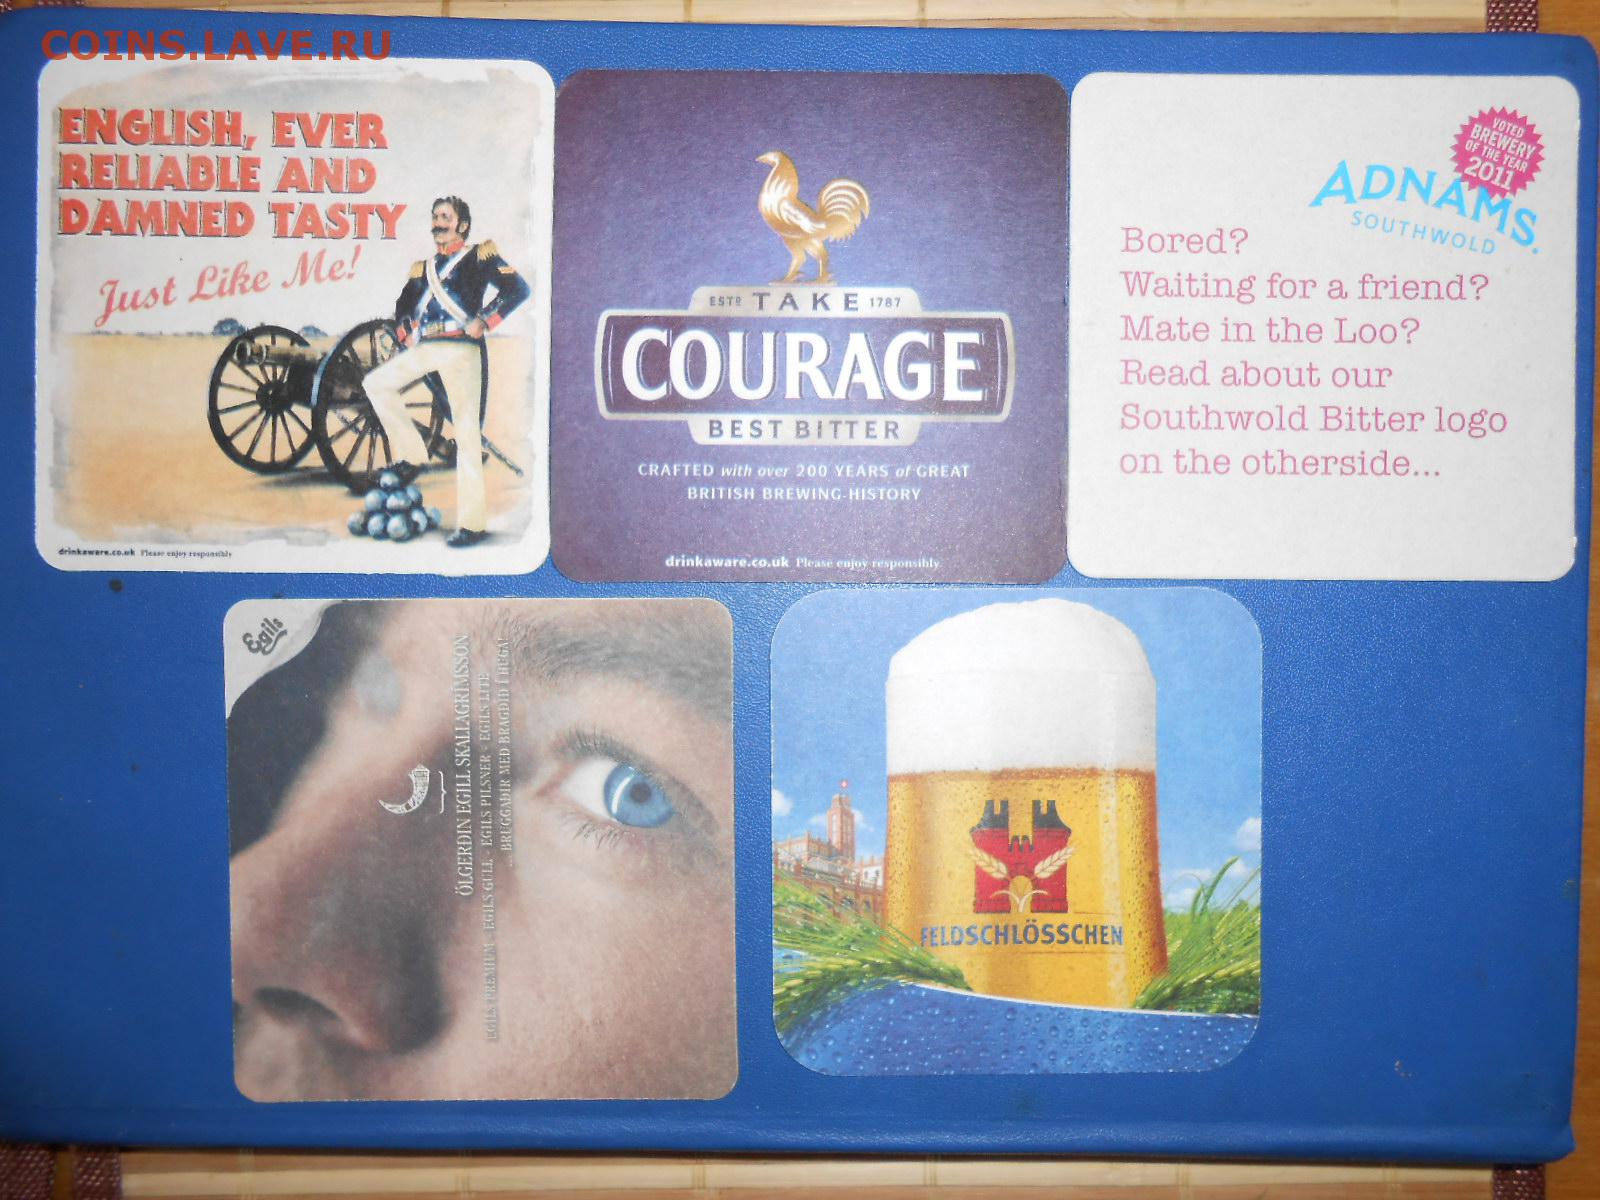 COINS.LAVE.RU
ENGLISH, EVER
RELIABLE AND
DAMNED TASTY
Just Like Me!
drinkaware.co.uk Please enjoy responsibly
ESTD TAKE 1787
COURAGE
BEST BITTER
CRAFTED with over 200 YEARS of GREAT
BRITISH BREWING HISTORY
drinkaware.co.uk Please enjoy responsibly
VOTED
BREWERY
OF THE YEAR
2011
ADNAMS.
SOUTHWOLD
Bored?
Waiting for a friend?
Mate in the Loo?
Read about our
Southwold Bitter logo
on the otherside...
Egils
ÖLGERÐIN EGILL SKALLAGRÍMSSON
EGILS PREMIUM - EGILS GULL - EGILS PILSNER - EGILS LITE
... BRUGGAÐIR MEÐ BRAGÐIÐ Í HUGA!
FELDSCHLÖSSCHEN